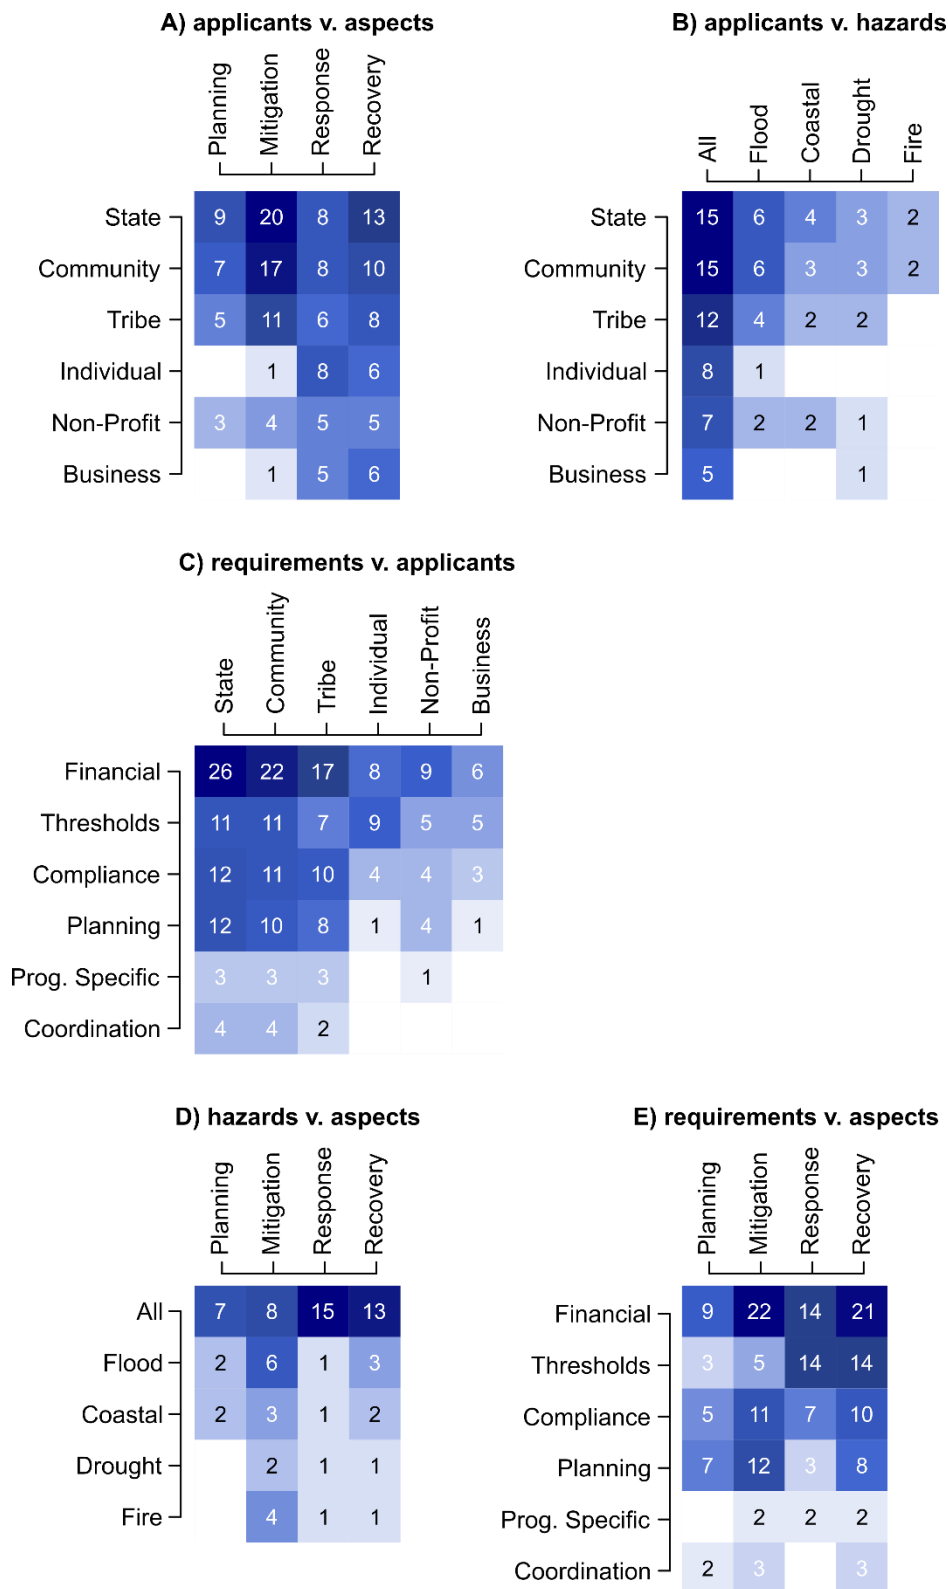 A) applicants v. aspects
Planning Mitigation Response Recovery
State 9 20 8 13
Community 7 17 8 10
Tribe 5 11 6 8
Individual 1 8 6
Non-Profit 3 4 5 5
Business 1 5 6
B) applicants v. hazards
All Flood Coastal Drought Fire
State 15 6 4 3 2
Community 15 6 3 3 2
Tribe 12 4 2 2
Individual 8 1
Non-Profit 7 2 2 1
Business 5 1
C) requirements v. applicants
State Community Tribe Individual Non-Profit Business
Financial 26 22 17 8 9 6
Thresholds 11 11 7 9 5 5
Compliance 12 11 10 4 4 3
Planning 12 10 8 1 4 1
Prog. Specific 3 3 3 1
Coordination 4 4 2
D) hazards v. aspects
Planning Mitigation Response Recovery
All 7 8 15 13
Flood 2 6 1 3
Coastal 2 3 1 2
Drought 2 1 1
Fire 4 1 1
E) requirements v. aspects
Planning Mitigation Response Recovery
Financial 9 22 14 21
Thresholds 3 5 14 14
Compliance 5 11 7 10
Planning 7 12 3 8
Prog. Specific 2 2 2
Coordination 2 3 3